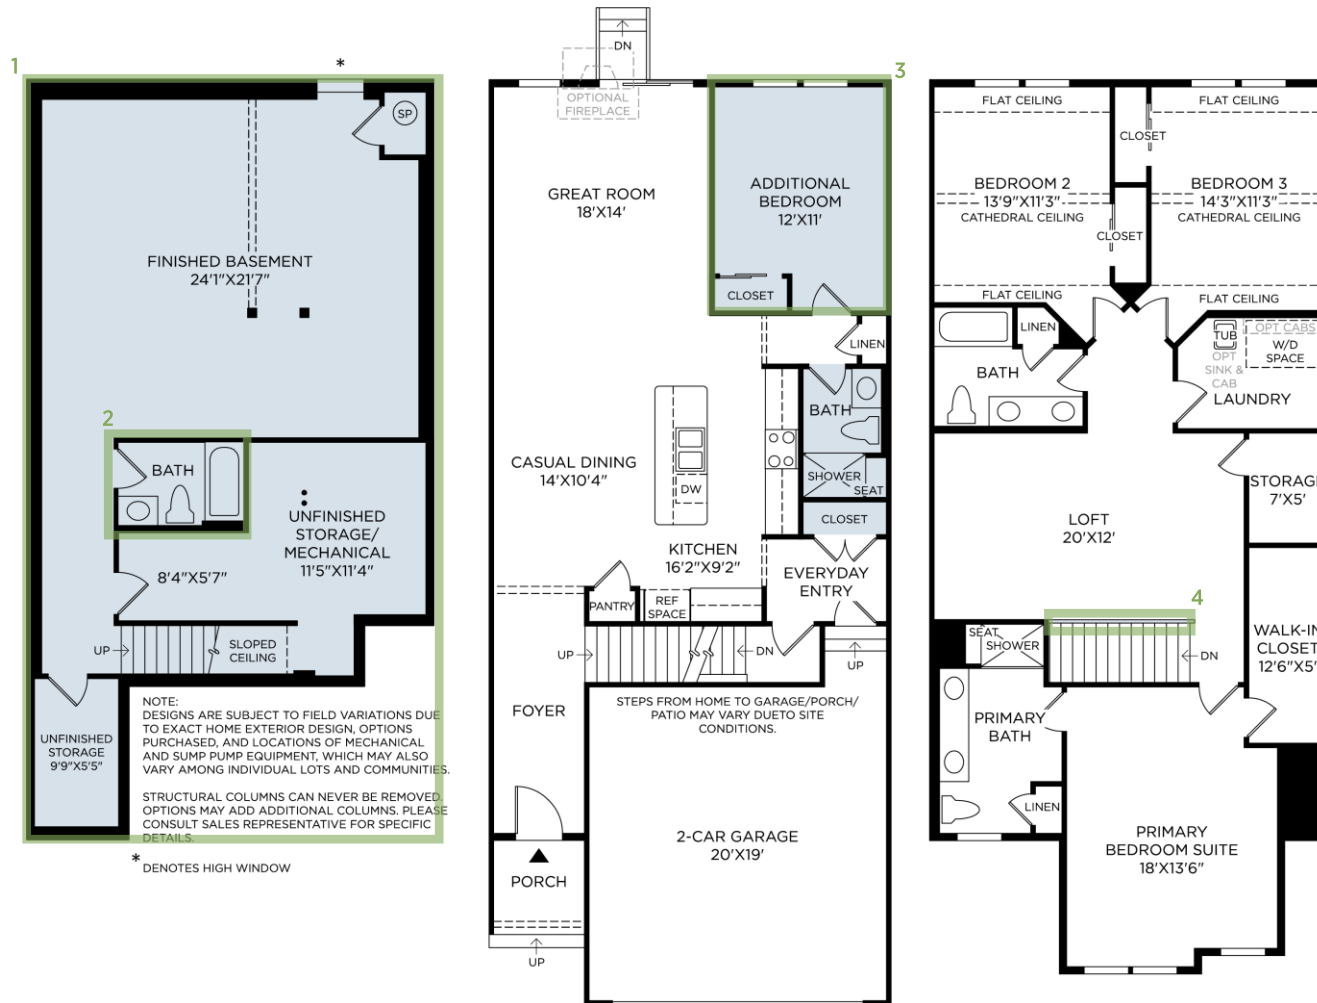 1
*
SP
FINISHED BASEMENT
24'1"X21'7"
2
BATH
UNFINISHED
STORAGE/
MECHANICAL
11'5"X11'4"
8'4"X5'7"
UP
SLOPED
CEILING
UNFINISHED
STORAGE
9'9"X5'5"
NOTE:
DESIGNS ARE SUBJECT TO FIELD VARIATIONS DUE
TO EXACT HOME EXTERIOR DESIGN, OPTIONS
PURCHASED, AND LOCATIONS OF MECHANICAL
AND SUMP PUMP EQUIPMENT, WHICH MAY ALSO
VARY AMONG INDIVIDUAL LOTS AND COMMUNITIES.
STRUCTURAL COLUMNS CAN NEVER BE REMOVED.
OPTIONS MAY ADD ADDITIONAL COLUMNS. PLEASE
CONSULT SALES REPRESENTATIVE FOR SPECIFIC
DETAILS.
* DENOTES HIGH WINDOW
DN
OPTIONAL
FIREPLACE
3
GREAT ROOM
18'X14'
ADDITIONAL
BEDROOM
12'X11'
CLOSET
LINEN
BATH
SHOWER
SEAT
CLOSET
CASUAL DINING
14'X10'4"
DW
KITCHEN
16'2"X9'2"
EVERYDAY
ENTRY
PANTRY
REF
SPACE
UP
DN
UP
FOYER
STEPS FROM HOME TO GARAGE/PORCH/
PATIO MAY VARY DUETO SITE
CONDITIONS.
2-CAR GARAGE
20'X19'
PORCH
UP
FLAT CEILING
FLAT CEILING
CLOSET
BEDROOM 2
13'9"X11'3"
CATHEDRAL CEILING
BEDROOM 3
14'3"X11'3"
CATHEDRAL CEILING
CLOSET
FLAT CEILING
FLAT CEILING
LINEN
BATH
TUB
OPT CABS
W/D
SPACE
OPT
SINK &
CAB
LAUNDRY
STORAGE
7'X5'
LOFT
20'X12'
4
SEAT
SHOWER
DN
WALK-IN
CLOSET
12'6"X5'
PRIMARY
BATH
LINEN
PRIMARY
BEDROOM SUITE
18'X13'6"